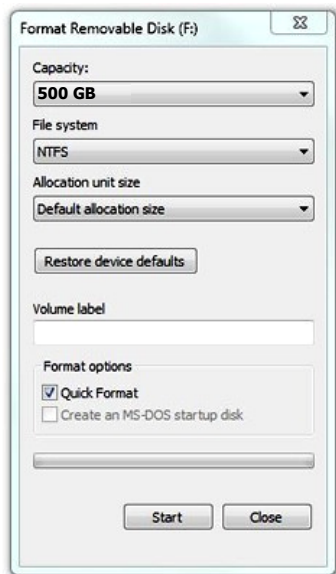 Format Removable Disk (F:)
Capacity:
500 GB
File system
NTFS
Allocation unit size
Default allocation size
Restore device defaults
Volume label
Format options
Quick Format
Create an MS-DOS startup disk
Start Close